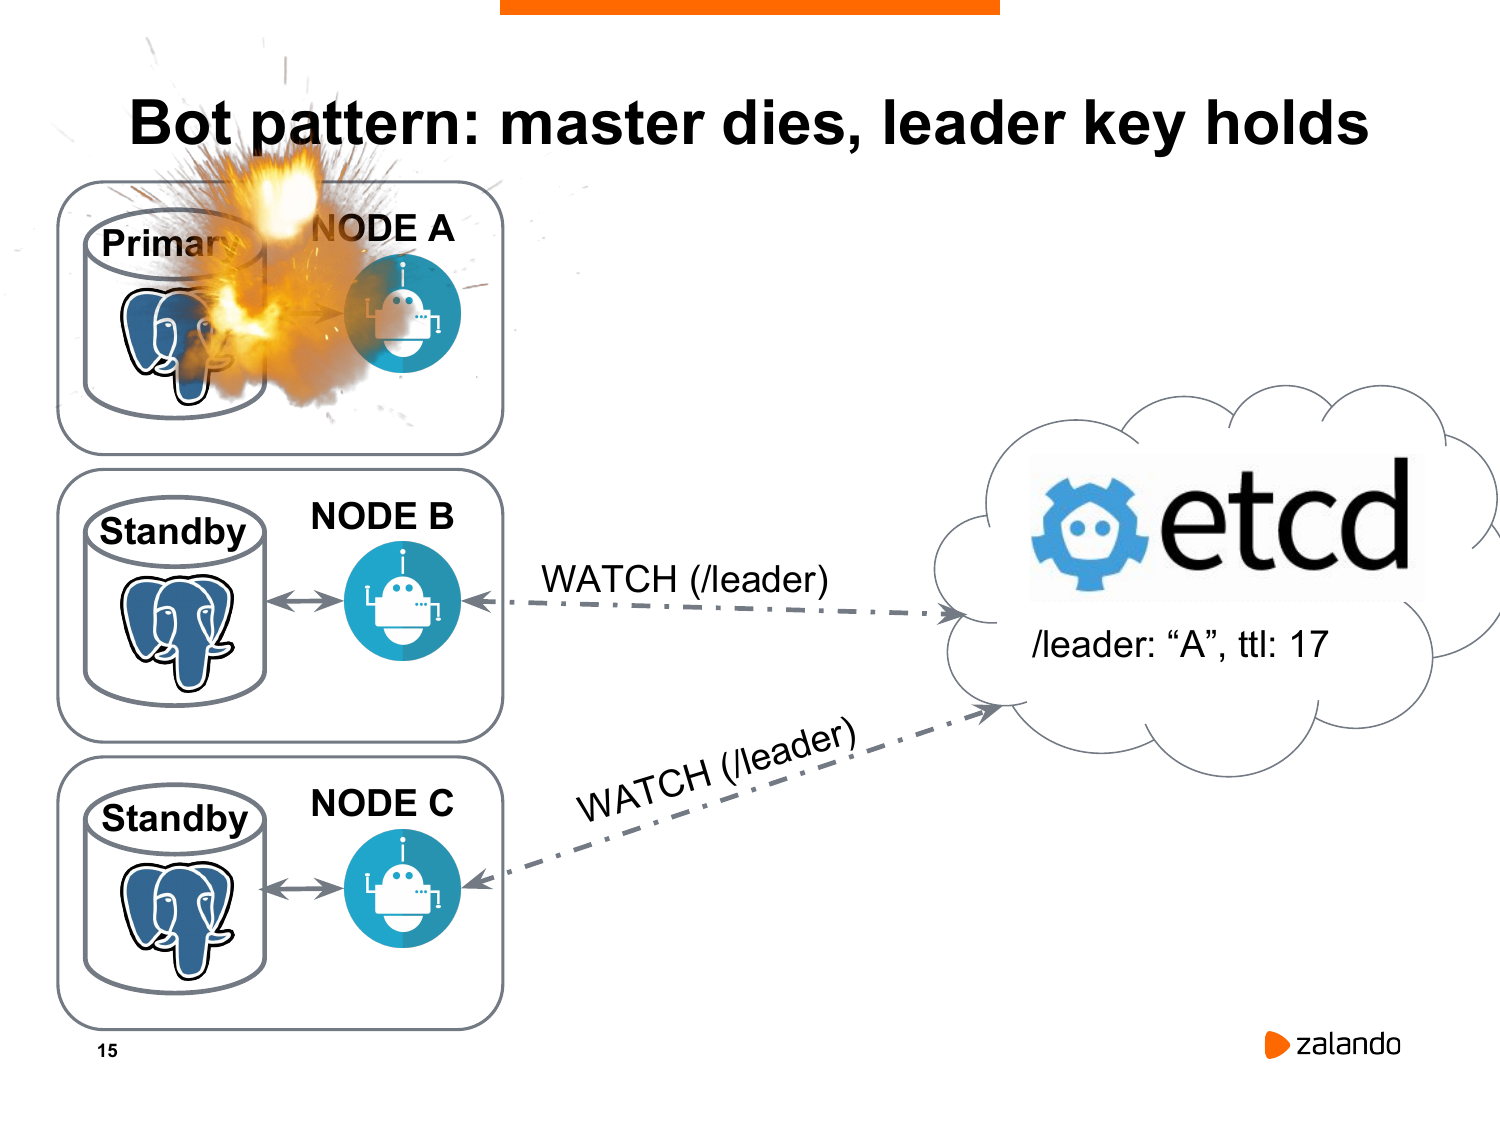 Bot pattern: master dies, leader key holds
Primary
NODE A
Standby
NODE B
WATCH (/leader)
etcd
/leader: “A”, ttl: 17
WATCH (/leader)
Standby
NODE C
15
zalando